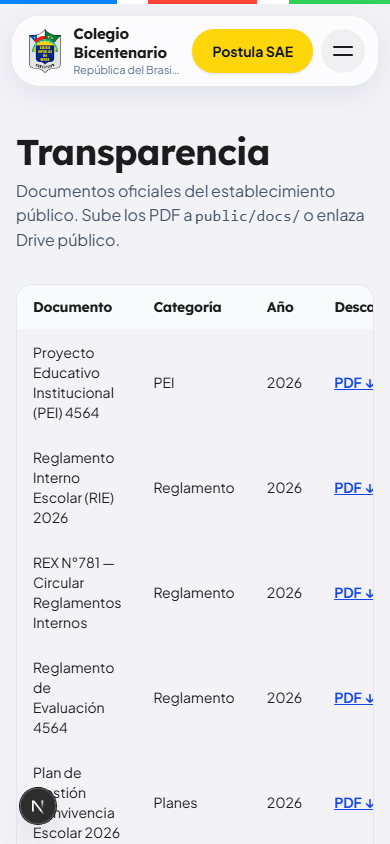 Colegio
Bicentenario
República del Brasi...
Postula SAE
Transparencia
Documentos oficiales del establecimiento
público. Sube los PDF a public/docs/ o enlaza
Drive público.
Documento Categoría Año Desca
Proyecto
Educativo
Institucional
(PEI) 4564
PEI 2026 PDF ↓
Reglamento
Interno
Escolar (RIE)
2026
Reglamento 2026 PDF ↓
REX N°781 —
Circular
Reglamentos
Internos
Reglamento 2026 PDF ↓
Reglamento
de
Evaluación
4564
Reglamento 2026 PDF ↓
Plan de
stión
nvivencia
Escolar 2026
Planes 2026 PDF ↓
N